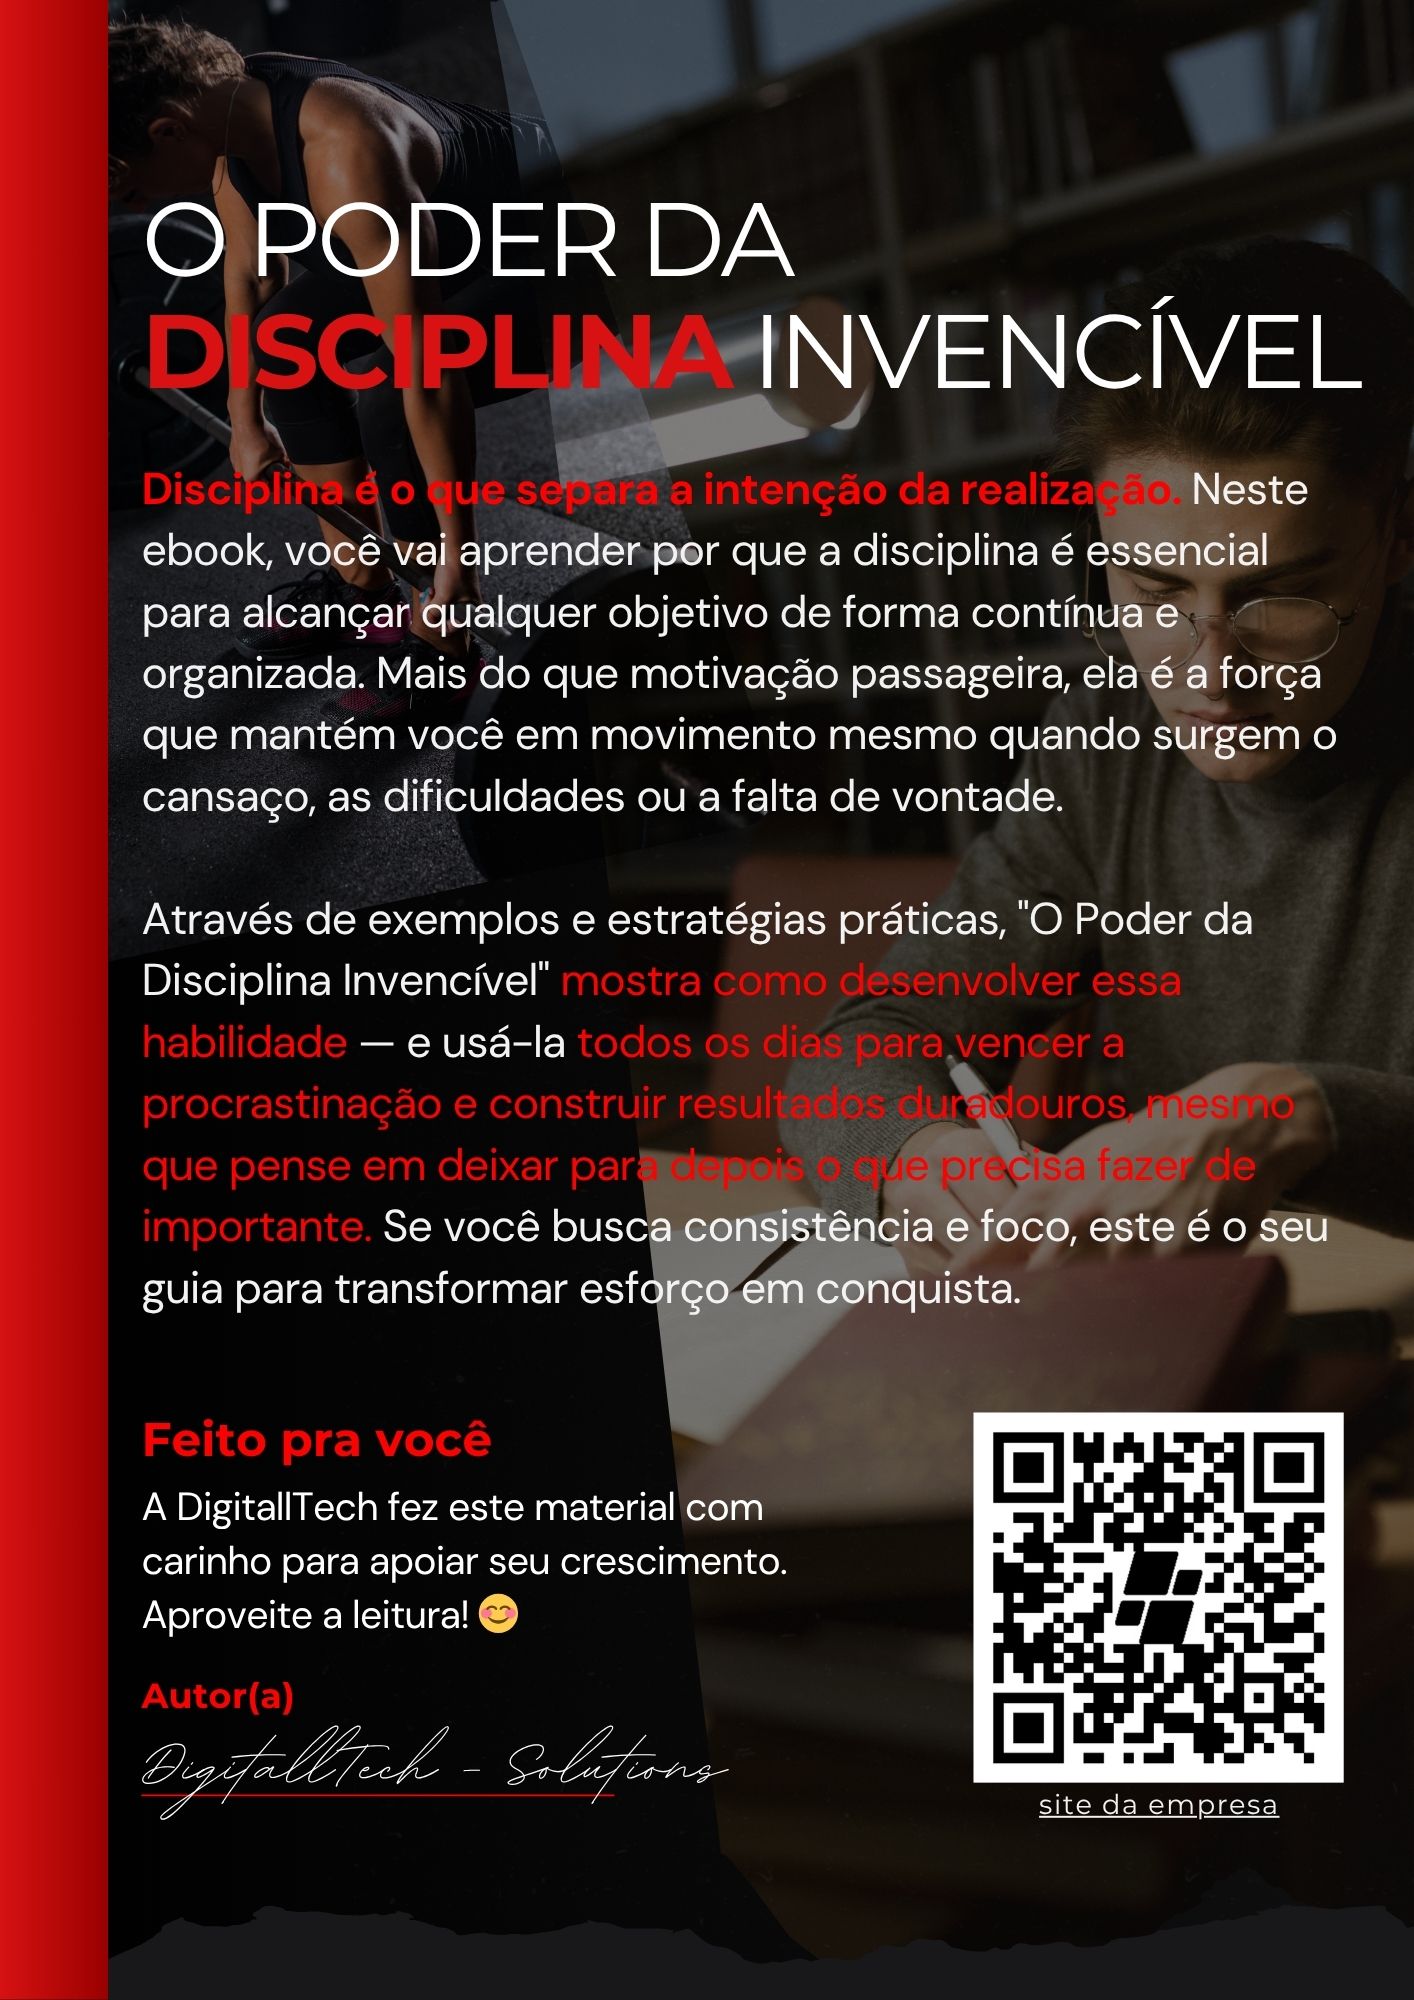 O PODER DA
DISCIPLINA INVENCÍVEL
Disciplina é o que separa a intenção da realização. Neste
ebook, você vai aprender por que a disciplina é essencial
para alcançar qualquer objetivo de forma contínua e
organizada. Mais do que motivação passageira, ela é a força
que mantém você em movimento mesmo quando surgem o
cansaço, as dificuldades ou a falta de vontade.
Através de exemplos e estratégias práticas, "O Poder da
Disciplina Invencível" mostra como desenvolver essa
habilidade — e usá-la todos os dias para vencer a
procrastinação e construir resultados duradouros, mesmo
que pense em deixar para depois o que precisa fazer de
importante. Se você busca consistência e foco, este é o seu
guia para transformar esforço em conquista.
Feito pra você
A DigitallTech fez este material com
carinho para apoiar seu crescimento.
Aproveite a leitura! 😊
Autor(a)
DigitallTech - Solutions
site da empresa